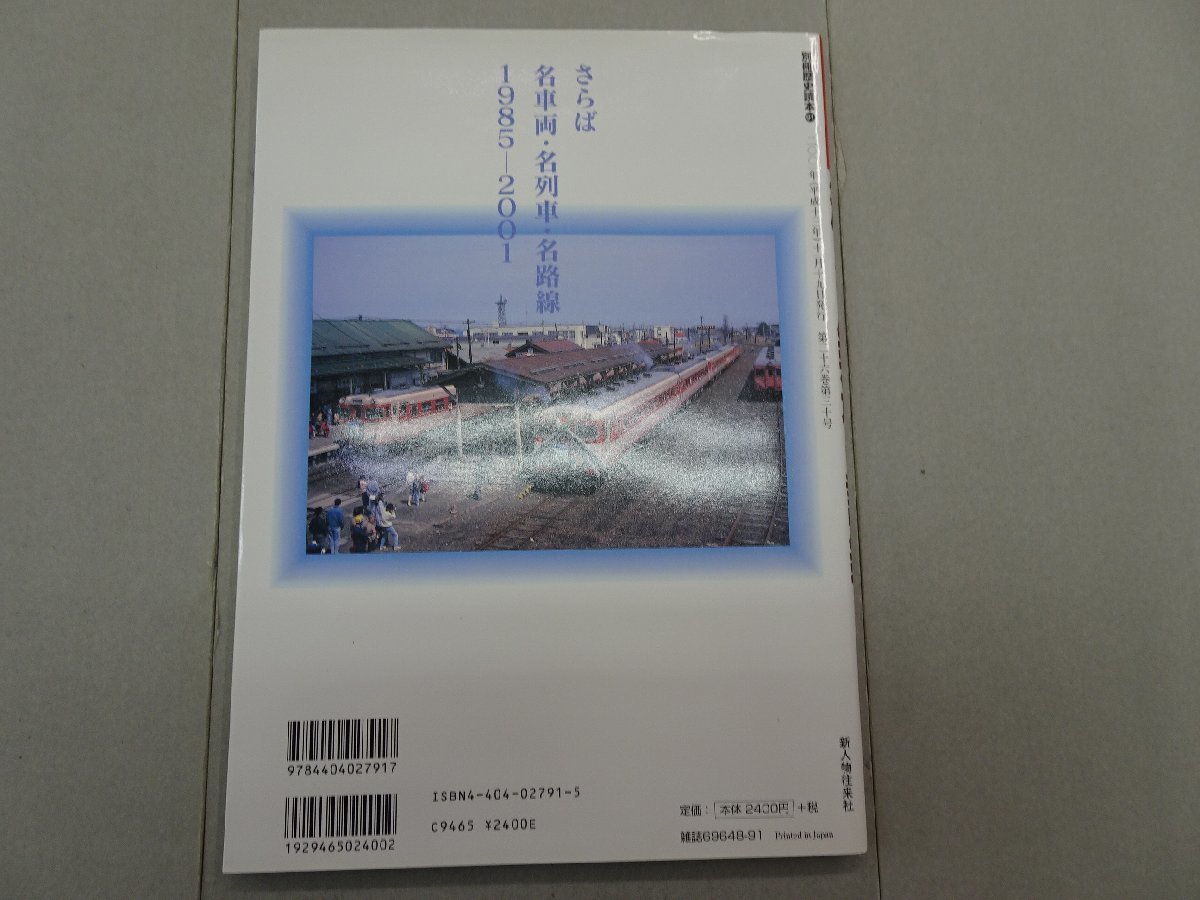 さらば
名車両・名列車・名路線
1985—2001
別冊歴史読本
第二十六巻第三十号
新人物往来社
9784404027917
ISBN4-404-02791-5
C9465 ¥2400E
1929465024002
定価：本体2400円+税
雑誌69648-91 Printed in Japan